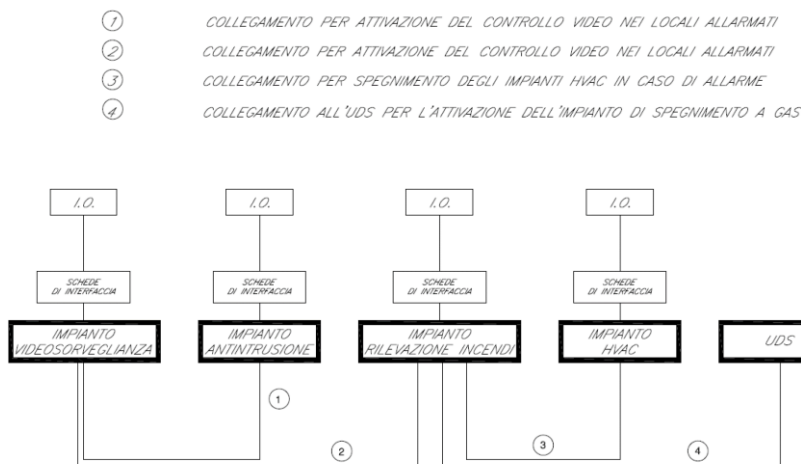 1 COLLEGAMENTO PER ATTIVAZIONE DEL CONTROLLO VIDEO NEI LOCALI ALLARMATI
2 COLLEGAMENTO PER ATTIVAZIONE DEL CONTROLLO VIDEO NEI LOCALI ALLARMATI
3 COLLEGAMENTO PER SPEGNIMENTO DEGLI IMPIANTI HVAC IN CASO DI ALLARME
4 COLLEGAMENTO ALL'UDS PER L'ATTIVAZIONE DELL'IMPIANTO DI SPEGNIMENTO A GAS
I.O.
I.O.
I.O.
I.O.
SCHEDE
DI INTERFACCIA
SCHEDE
DI INTERFACCIA
SCHEDE
DI INTERFACCIA
SCHEDE
DI INTERFACCIA
IMPIANTO
VIDEOSORVEGLIANZA
IMPIANTO
ANTINTRUSIONE
IMPIANTO
RILEVAZIONE INCENDI
IMPIANTO
HVAC
UDS
1
2
3
4